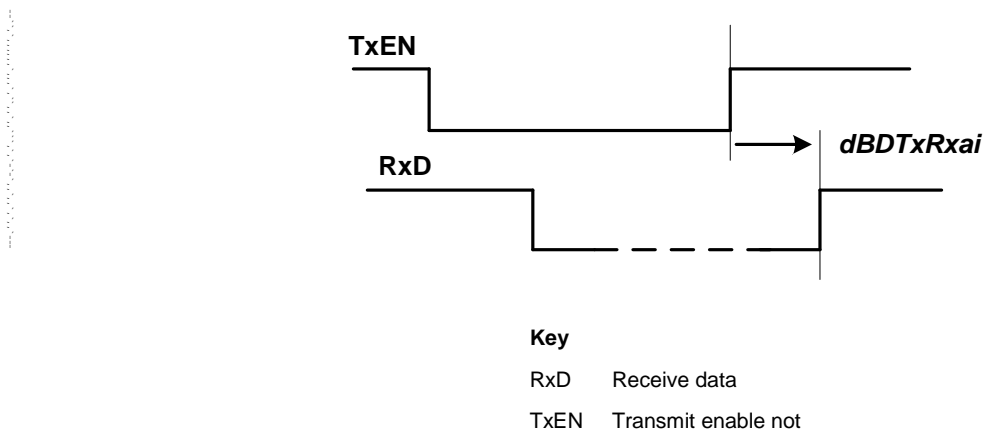 TxEN
dBDTxRxai
RxD
Key
RxD Receive data
TxEN Transmit enable not